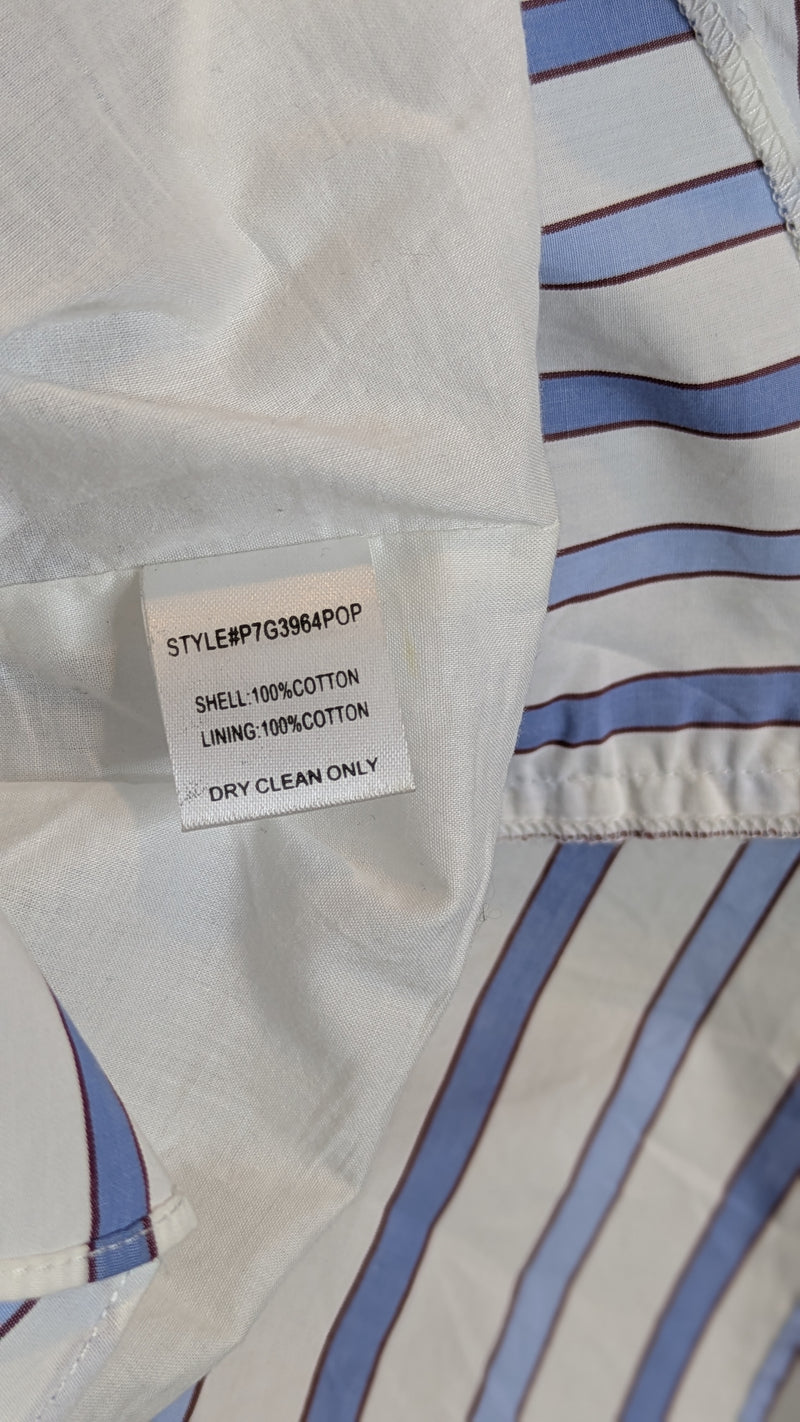 STYLE#P7G3964POP
SHELL:100%COTTON
LINING:100%COTTON
DRY CLEAN ONLY